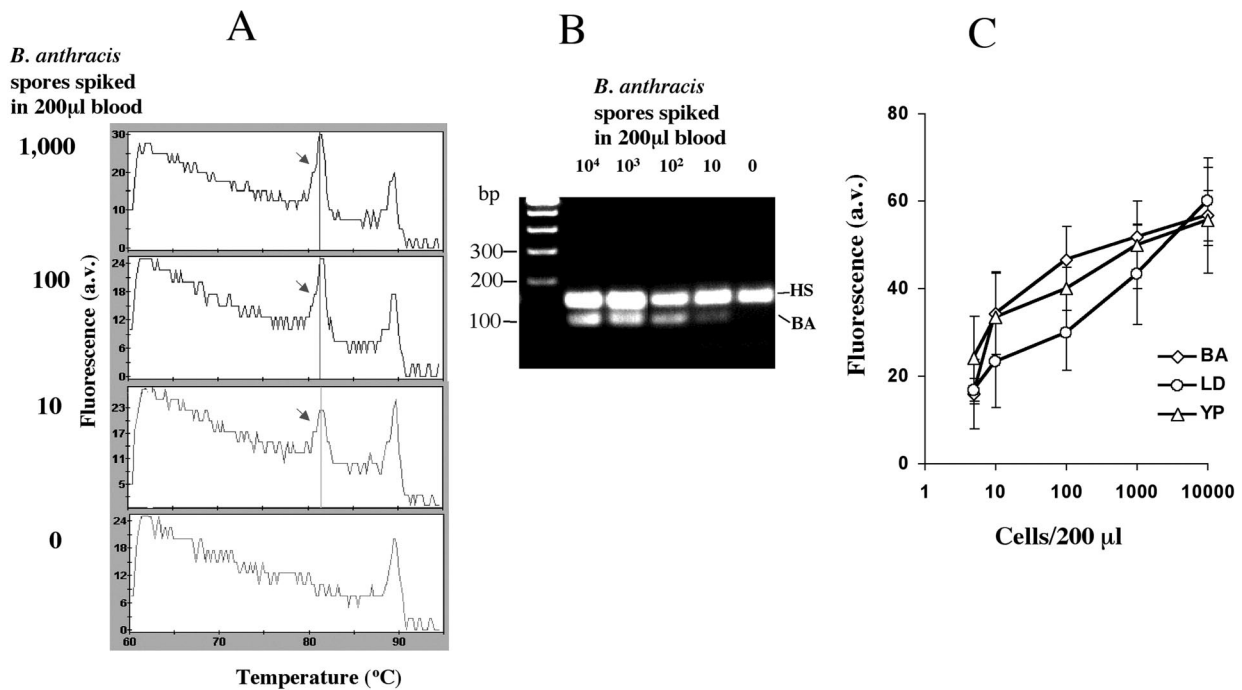 A
B. anthracis
spores spiked
in 200µl blood
1,000
100
10
0
Fluorescence (a.v.)
30
20
10
0
24
18
12
6
0
23
17
11
5
24
18
12
6
0
60
70
80
90
Temperature (ºC)
B
B. anthracis
spores spiked
in 200µl blood
10⁴ 10³ 10² 10 0
bp
300
200
100
HS
BA
C
Fluorescence (a.v.)
80
60
40
20
0
1 10 100 1000 10000
Cells/200 µl
BA
LD
YP